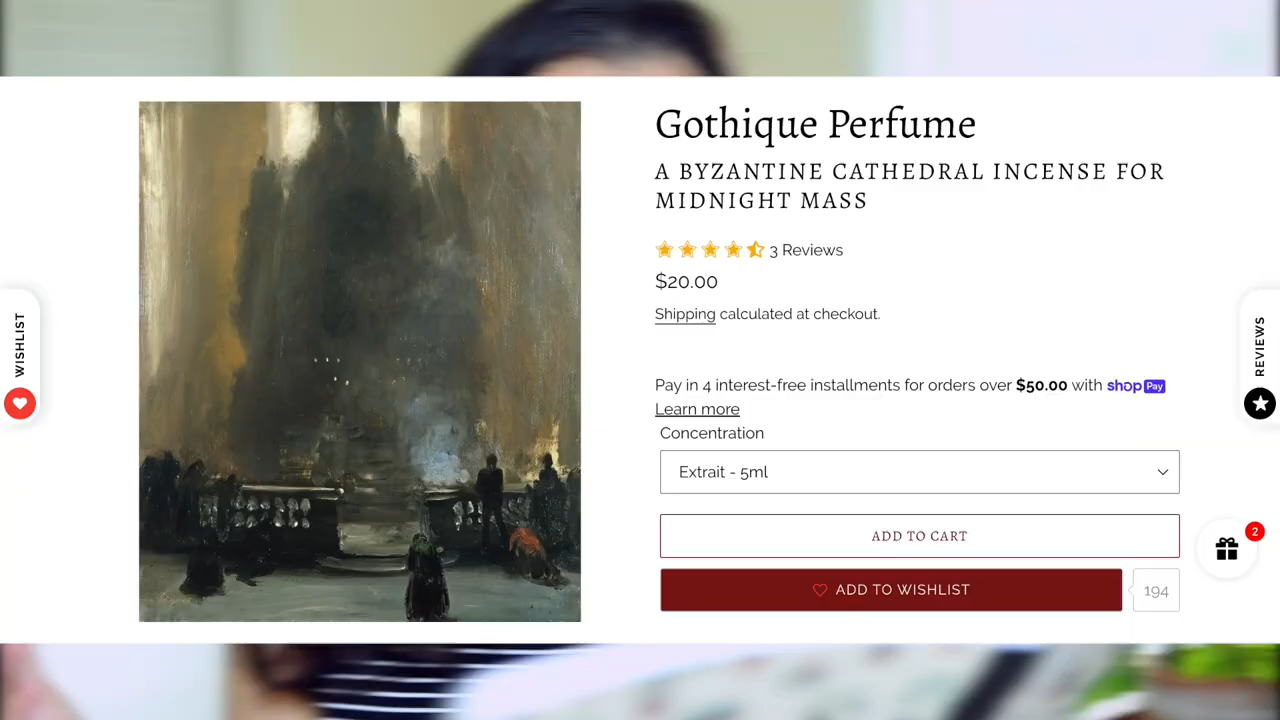 Gothique Perfume
A BYZANTINE CATHEDRAL INCENSE FOR
MIDNIGHT MASS
3 Reviews
$20.00
Shipping calculated at checkout.
Pay in 4 interest-free installments for orders over $50.00 with shop Pay
Learn more
Concentration
Extrait - 5ml
ADD TO CART
ADD TO WISHLIST
194
WISHLIST
REVIEWS
2